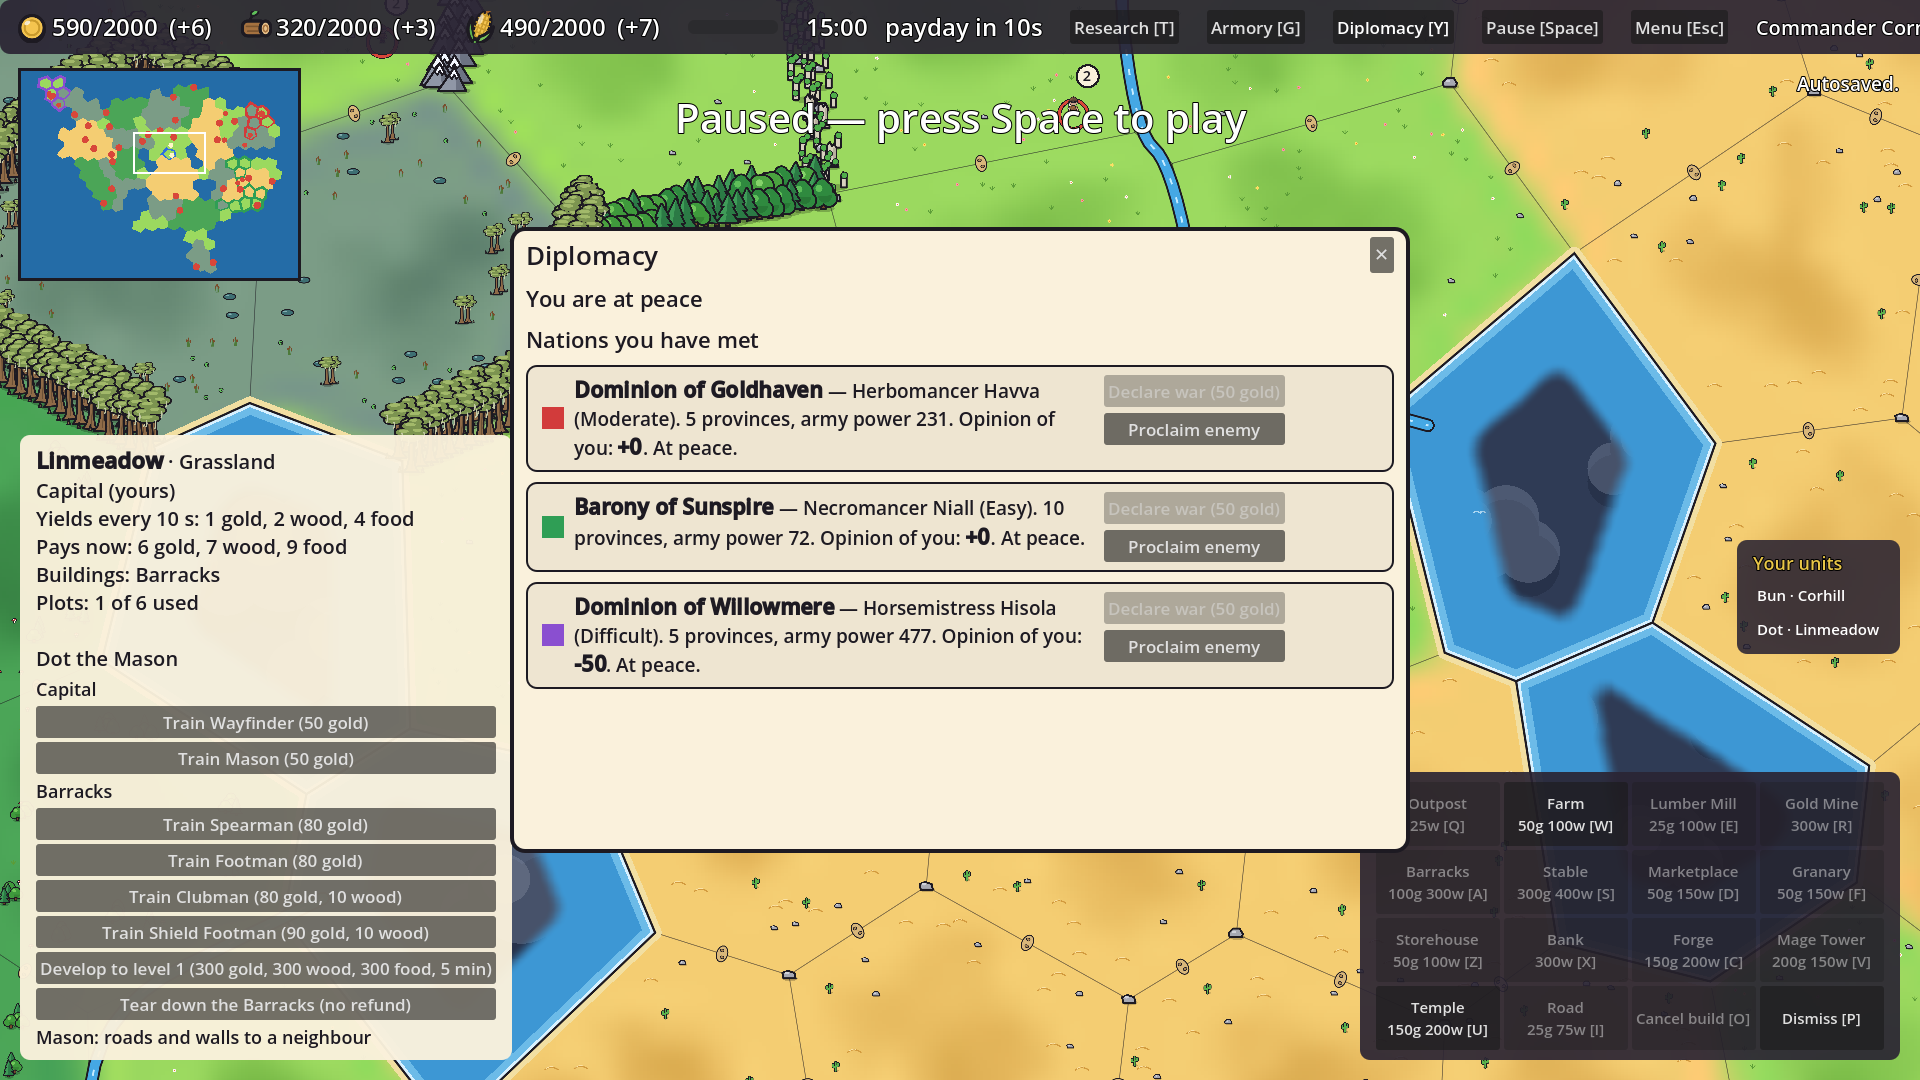 590/2000 (+6)
320/2000 (+3)
490/2000 (+7)
15:00 payday in 10s
Research [T]
Armory [G]
Diplomacy [Y]
Pause [Space]
Menu [Esc]
Commander Corr
Autosaved.
2
Paused — press Space to play
Diplomacy
×
You are at peace
Nations you have met
Dominion of Goldhaven — Herbomancer Havva
(Moderate). 5 provinces, army power 231. Opinion of
you: +0. At peace.
Declare war (50 gold)
Proclaim enemy
Barony of Sunspire — Necromancer Niall (Easy). 10
provinces, army power 72. Opinion of you: +0. At peace.
Declare war (50 gold)
Proclaim enemy
Dominion of Willowmere — Horsemistress Hisola
(Difficult). 5 provinces, army power 477. Opinion of you:
-50. At peace.
Declare war (50 gold)
Proclaim enemy
Linmeadow · Grassland
Capital (yours)
Yields every 10 s: 1 gold, 2 wood, 4 food
Pays now: 6 gold, 7 wood, 9 food
Buildings: Barracks
Plots: 1 of 6 used
Dot the Mason
Capital
Train Wayfinder (50 gold)
Train Mason (50 gold)
Barracks
Train Spearman (80 gold)
Train Footman (80 gold)
Train Clubman (80 gold, 10 wood)
Train Shield Footman (90 gold, 10 wood)
Develop to level 1 (300 gold, 300 wood, 300 food, 5 min)
Tear down the Barracks (no refund)
Mason: roads and walls to a neighbour
Your units
Bun · Corhill
Dot · Linmeadow
Outpost
25w [Q]
Farm
50g 100w [W]
Lumber Mill
25g 100w [E]
Gold Mine
300w [R]
Barracks
100g 300w [A]
Stable
300g 400w [S]
Marketplace
50g 150w [D]
Granary
50g 150w [F]
Storehouse
50g 100w [Z]
Bank
300w [X]
Forge
150g 200w [C]
Mage Tower
200g 150w [V]
Temple
150g 200w [U]
Road
25g 75w [I]
Cancel build [O]
Dismiss [P]